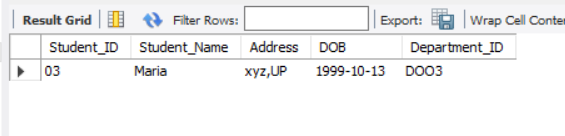 Result Grid Filter Rows: Export: Wrap Cell Conter
Student_ID Student_Name Address DOB Department_ID
03 Maria xyz,UP 1999-10-13 DOO3